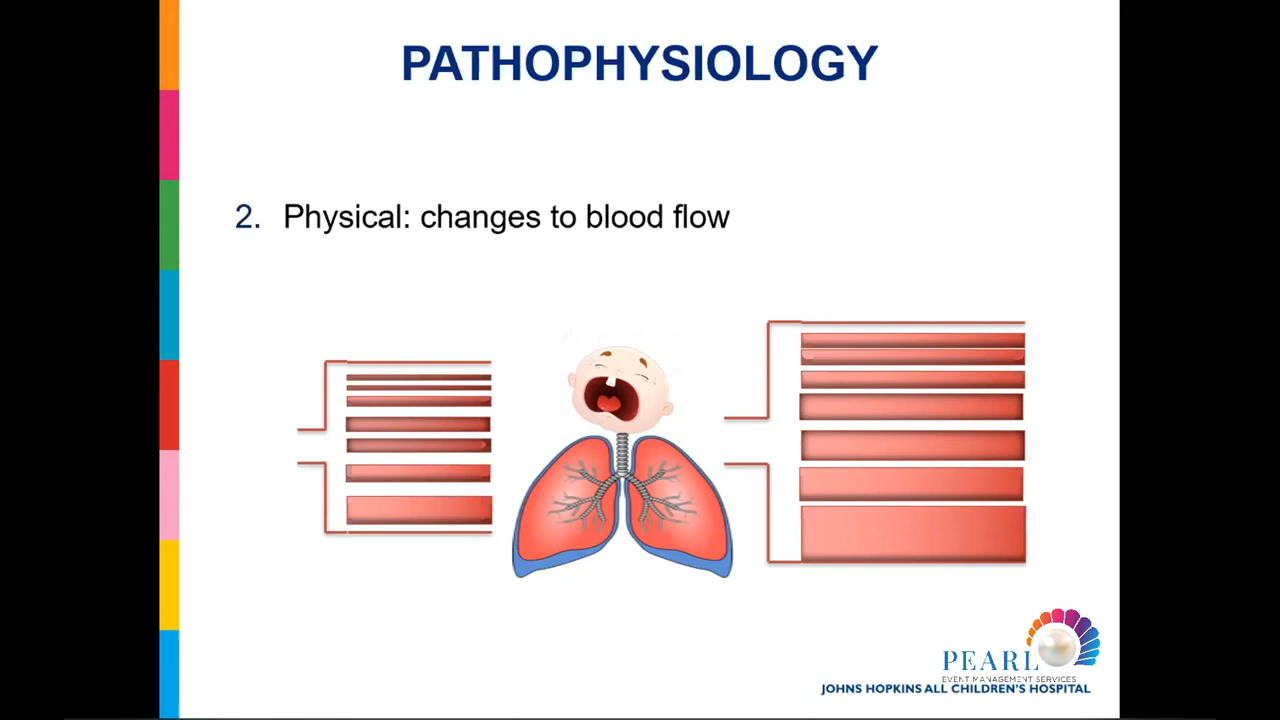 PATHOPHYSIOLOGY
2. Physical: changes to blood flow
PEARL
EVENT MANAGEMENT SERVICES
JOHNS HOPKINS ALL CHILDREN'S HOSPITAL